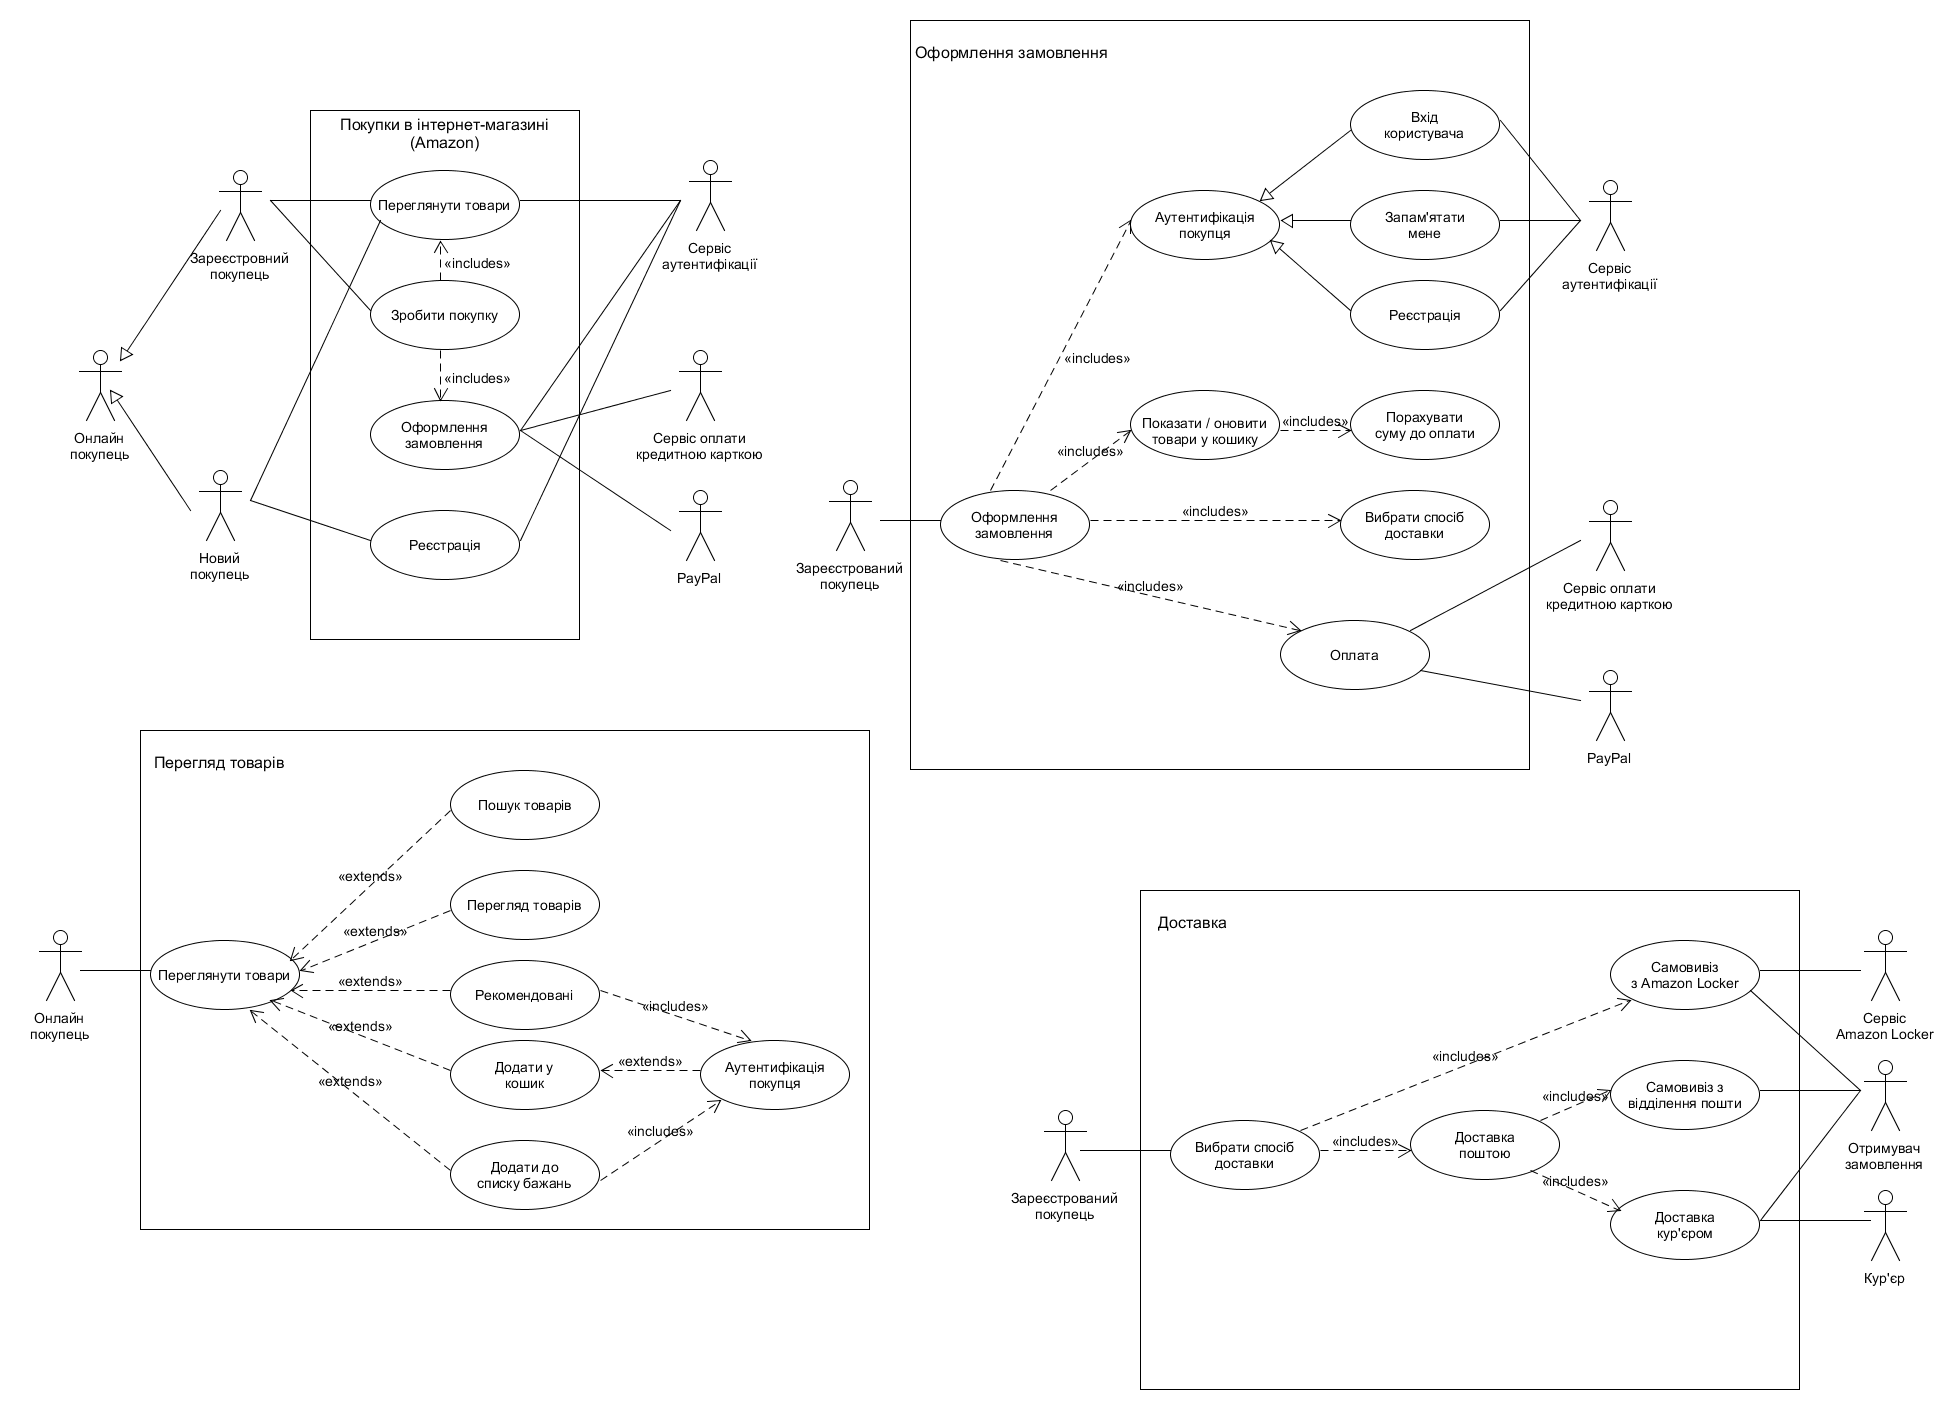 Покупки в інтернет-магазині
(Amazon)
Зареєстровний
покупець
Онлайн
покупець
Новий
покупець
Переглянути товари
«includes»
Зробити покупку
«includes»
Оформлення
замовлення
Реєстрація
Сервіс
аутентифікації
Сервіс оплати
кредитною карткою
PayPal
Оформлення замовлення
Вхід
користувача
Аутентифікація
покупця
Запам'ятати
мене
Реєстрація
Сервіс
аутентифікації
«includes»
Показати / оновити
товари у кошику
«includes»
Порахувати
суму до оплати
«includes»
Зареєстрований
покупець
Оформлення
замовлення
«includes»
Вибрати спосіб
доставки
«includes»
Оплата
Сервіс оплати
кредитною карткою
PayPal
Перегляд товарів
Пошук товарів
«extends»
Перегляд товарів
«extends»
Онлайн
покупець
Переглянути товари
«extends»
Рекомендовані
«includes»
«extends»
Додати у
кошик
«extends»
Аутентифікація
покупця
«extends»
Додати до
списку бажань
«includes»
Доставка
Самовивіз
з Amazon Locker
Сервіс
Amazon Locker
«includes»
«includes»
Самовивіз з
відділення пошти
Отримувач
замовлення
Зареєстрований
покупець
Вибрати спосіб
доставки
«includes»
Доставка
поштою
«includes»
Доставка
кур'єром
Кур'єр